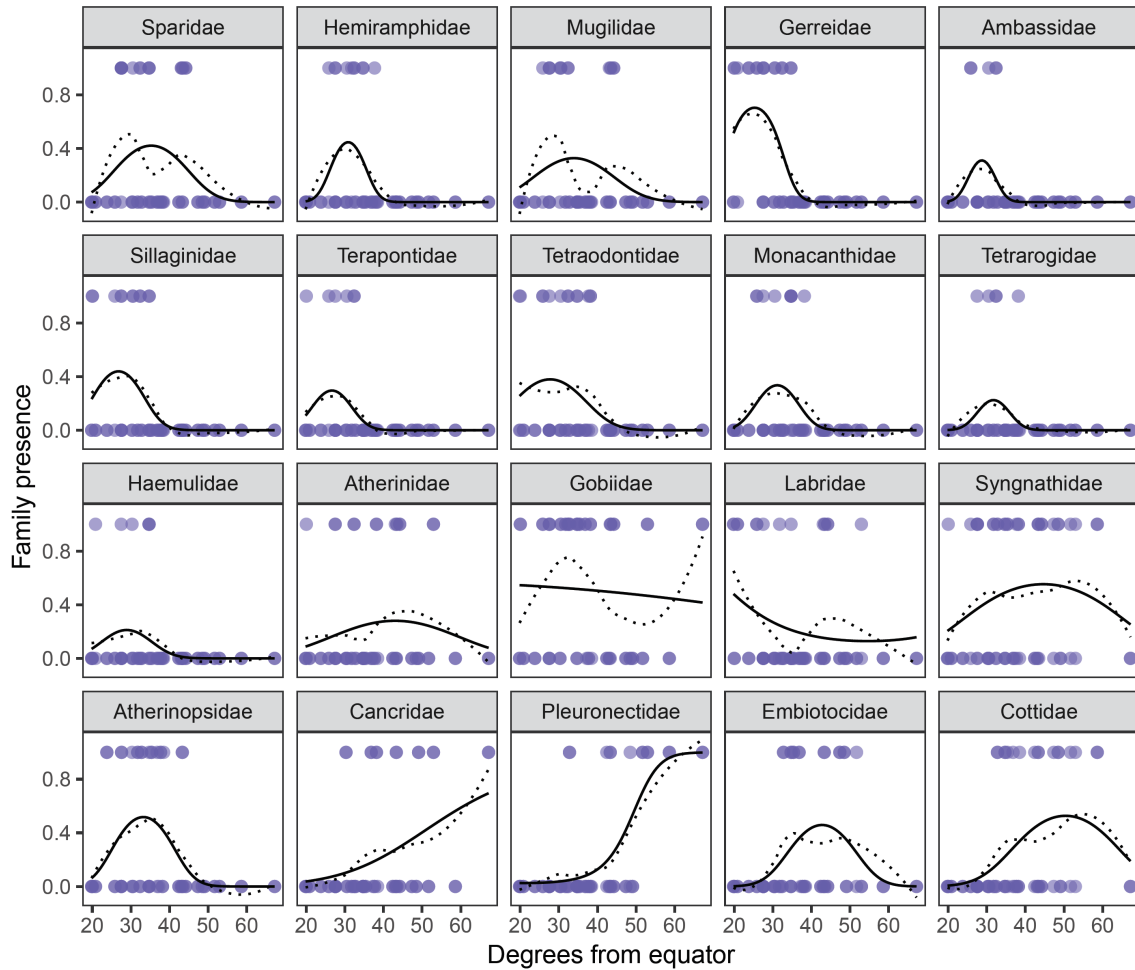 Sparidae Hemiramphidae Mugilidae Gerreidae Ambassidae
0.8
0.4
0.0
Sillaginidae Terapontidae Tetraodontidae Monacanthidae Tetrarogidae
0.8
0.4
0.0
Family presence
Haemulidae Atherinidae Gobiidae Labridae Syngnathidae
0.8
0.4
0.0
Atherinopsidae Cancridae Pleuronectidae Embiotocidae Cottidae
0.8
0.4
0.0
20 30 40 50 60 20 30 40 50 60 20 30 40 50 60 20 30 40 50 60 20 30 40 50 60
Degrees from equator